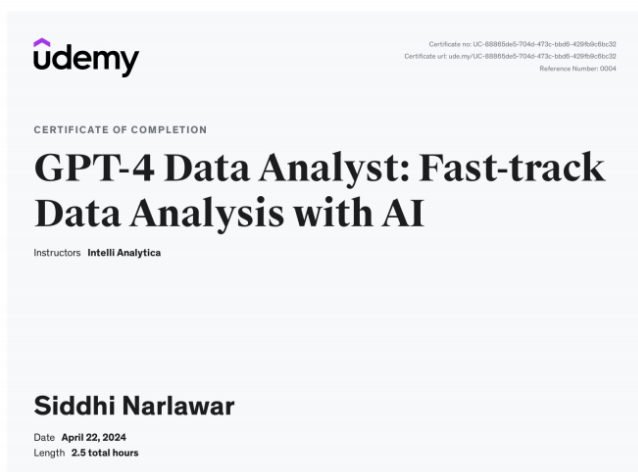 udemy
Certificate no: UC-88865de5-704d-473c-bbd6-429fb9c6bc32
Certificate url: ude.my/UC-88865de5-704d-473c-bbd6-429fb9c6bc32
Reference Number: 0004
CERTIFICATE OF COMPLETION
GPT-4 Data Analyst: Fast-track
Data Analysis with AI
Instructors Intelli Analytica
Siddhi Narlawar
Date April 22, 2024
Length 2.5 total hours